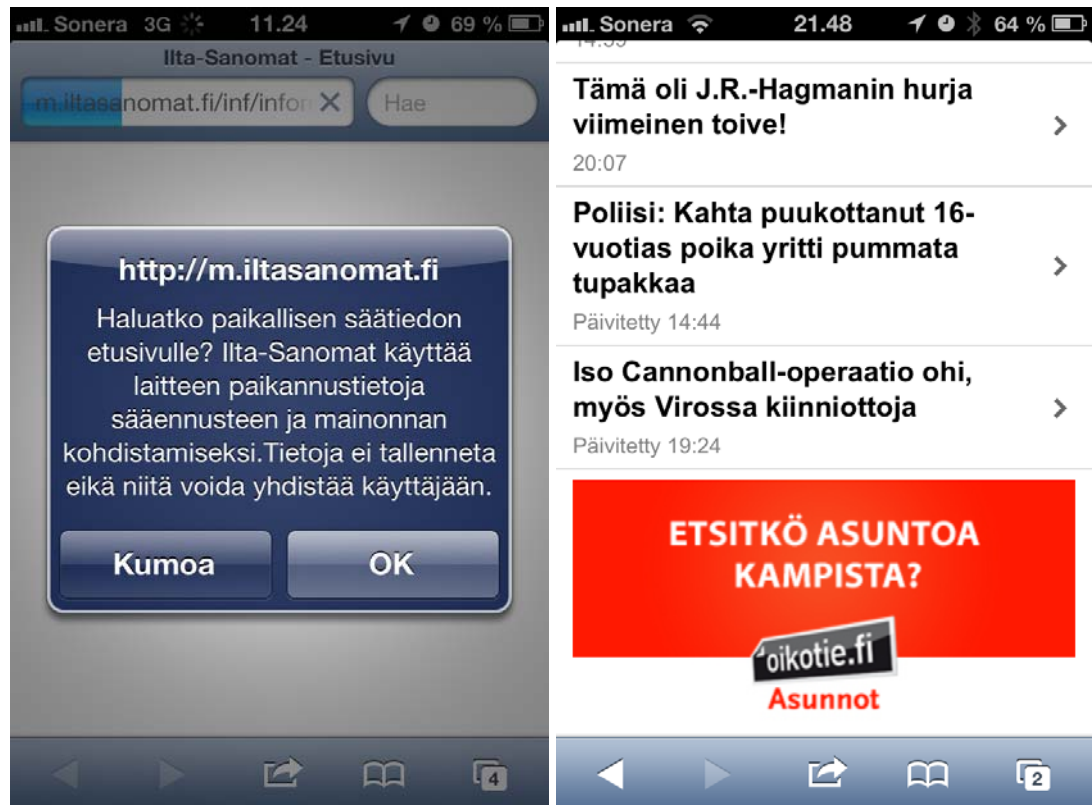 Sonera 3G 11.24 69 %
Ilta-Sanomat - Etusivu
m.iltasanomat.fi/inf/infor Hae
http://m.iltasanomat.fi
Haluatko paikallisen säätiedon
etusivulle? Ilta-Sanomat käyttää
laitteen paikannustietoja
sääennusteen ja mainonnan
kohdistamiseksi.Tietoja ei tallenneta
eikä niitä voida yhdistää käyttäjään.
Kumoa OK
4
Sonera 21.48 64 %
Tämä oli J.R.-Hagmanin hurja
viimeinen toive!
20:07
Poliisi: Kahta puukottanut 16-
vuotias poika yritti pummata
tupakkaa
Päivitetty 14:44
Iso Cannonball-operaatio ohi,
myös Virossa kiinniottoja
Päivitetty 19:24
ETSITKÖ ASUNTOA
KAMPISTA?
oikotie.fi
Asunnot
2